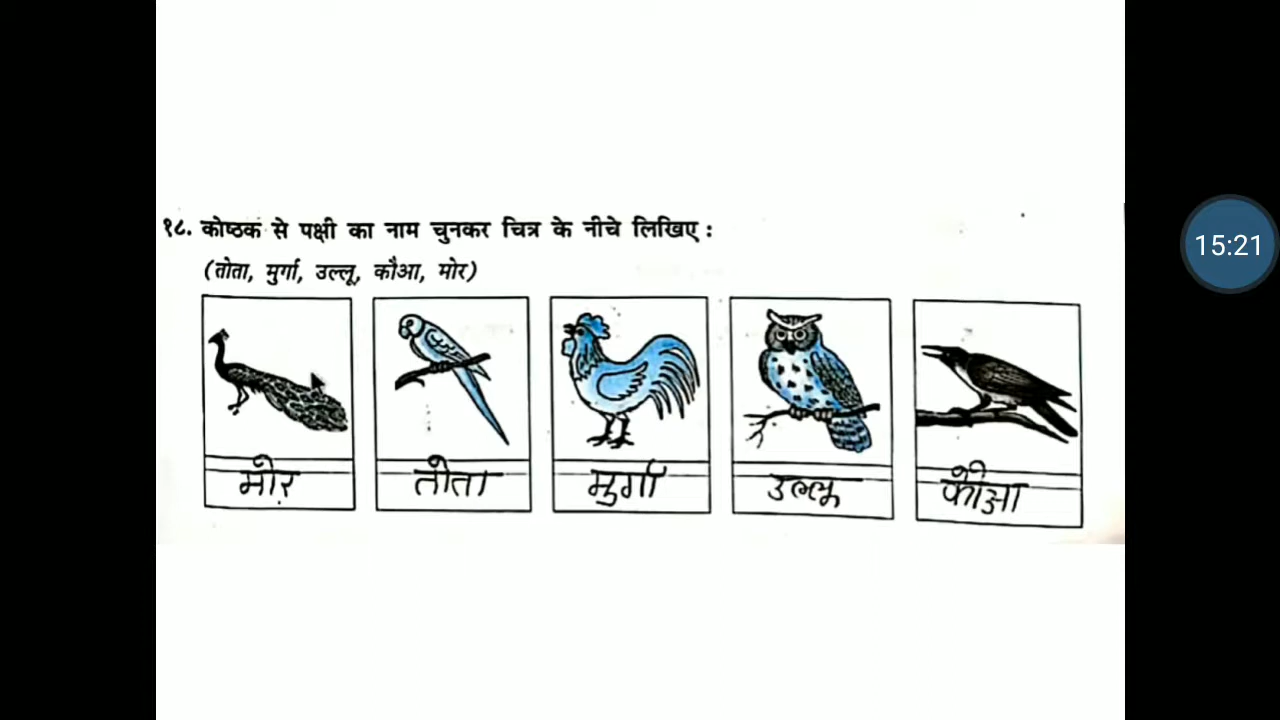 १८. कोष्ठक से पक्षी का नाम चुनकर चित्र के नीचे लिखिए :
(तोता, मुर्गा, उल्लू, कौआ, मोर)
मोर तोता मुर्गा उल्लू कौआ
15:21